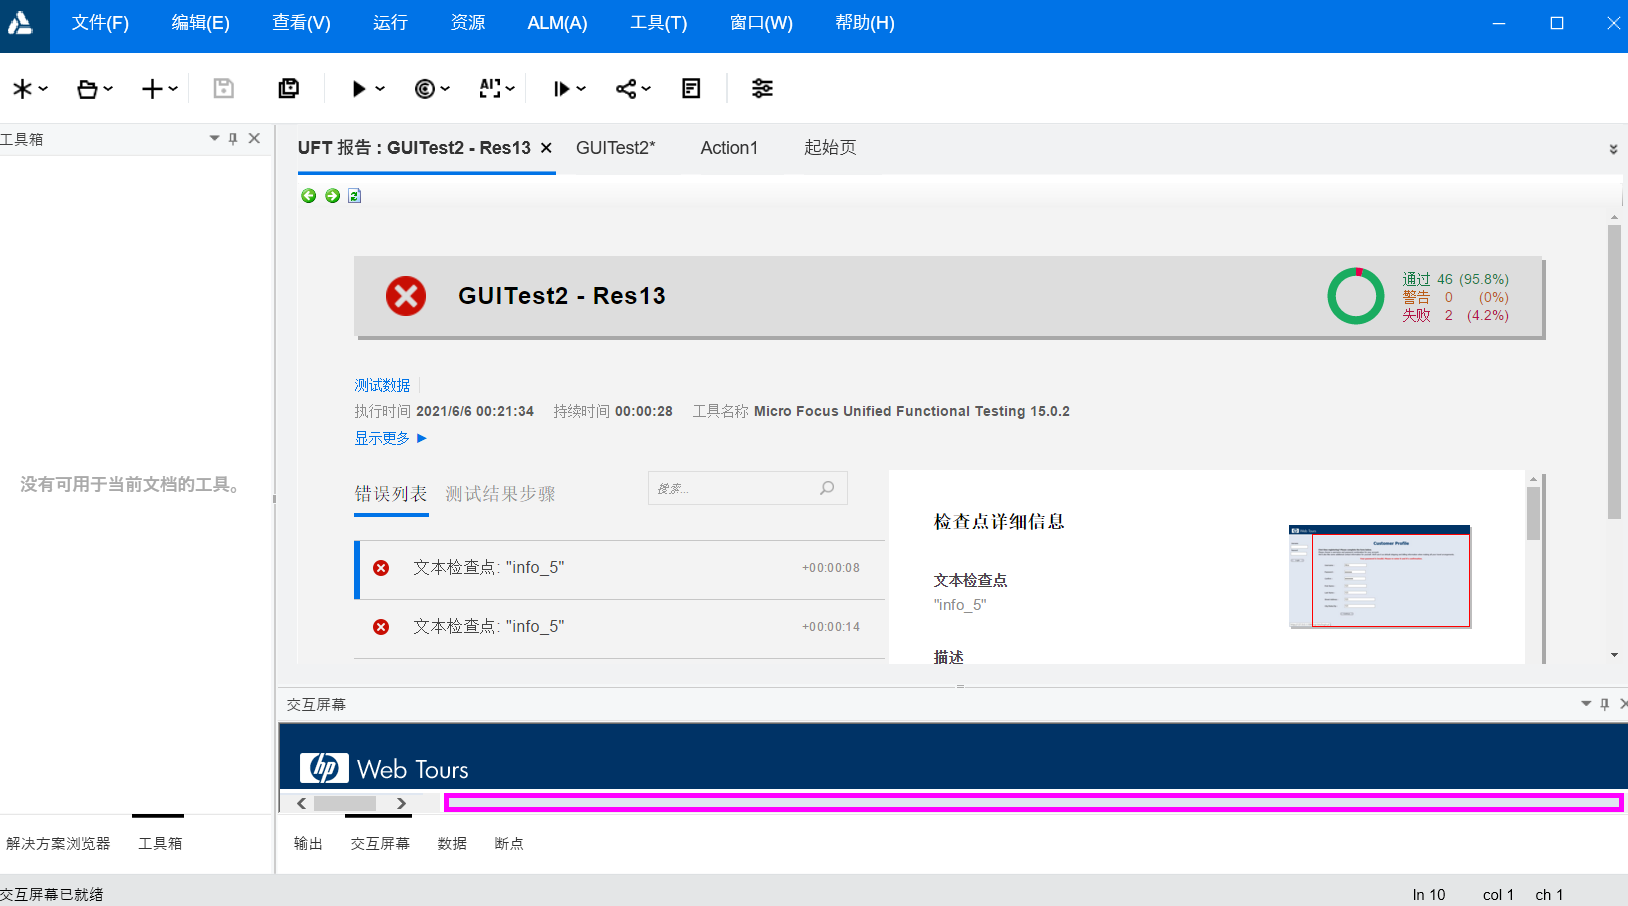 文件(F) 编辑(E) 查看(V) 运行 资源 ALM(A) 工具(T) 窗口(W) 帮助(H)
AI
工具箱
UFT 报告 : GUITest2 - Res13 GUITest2* Action1 起始页
GUITest2 - Res13
通过 46 (95.8%)
警告 0 (0%)
失败 2 (4.2%)
测试数据
执行时间 2021/6/6 00:21:34 持续时间 00:00:28 工具名称 Micro Focus Unified Functional Testing 15.0.2
显示更多
没有可用于当前文档的工具。
错误列表 测试结果步骤
搜索...
文本检查点: "info_5" +00:00:08
文本检查点: "info_5" +00:00:14
检查点详细信息
Customer Profile
文本检查点
"info_5"
描述
交互屏幕
hp Web Tours
解决方案浏览器 工具箱
输出 交互屏幕 数据 断点
交互屏幕已就绪
ln 10 col 1 ch 1